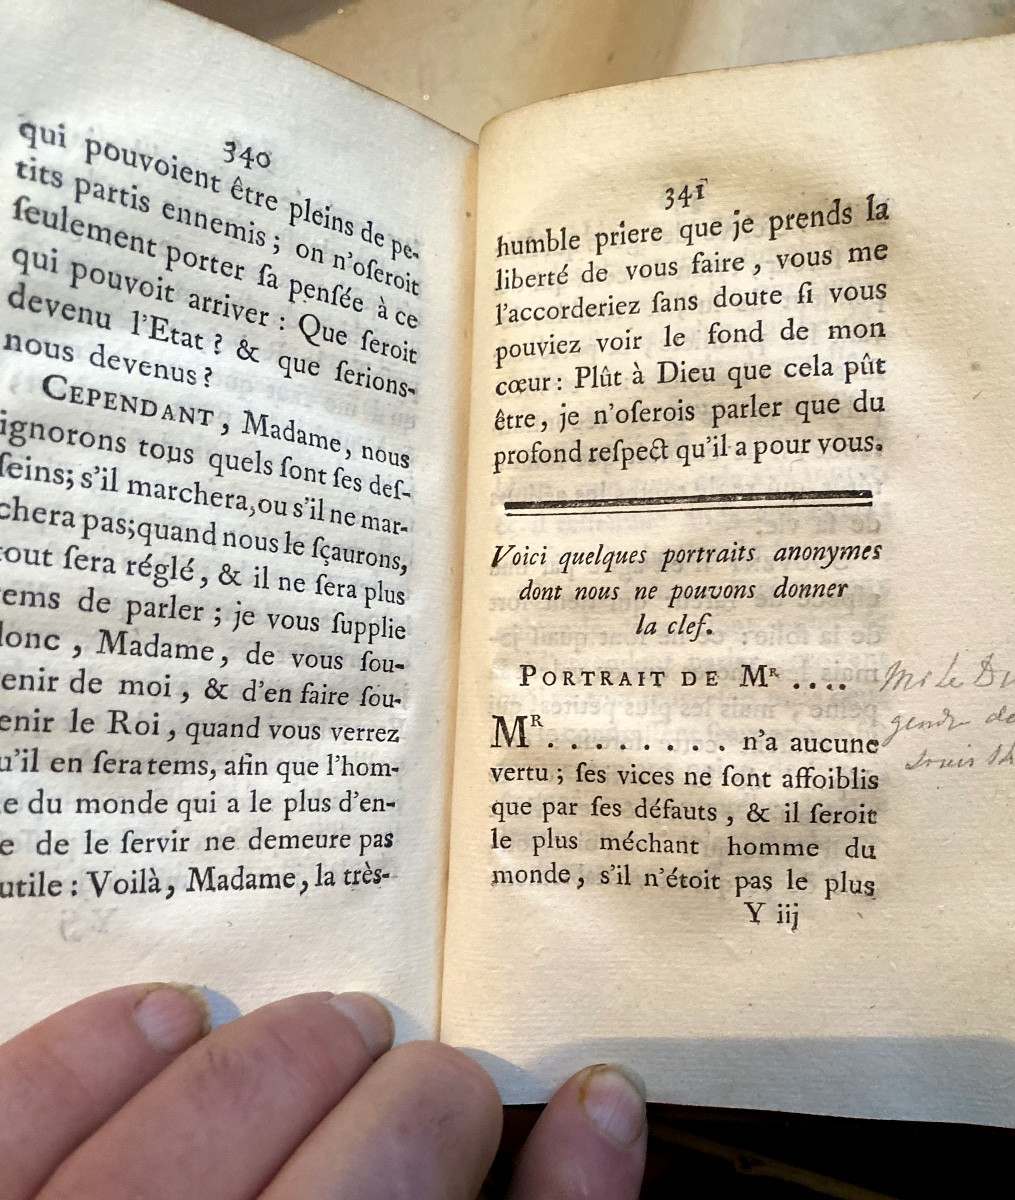 340
qui pouvoient être pleins de pe-
tits partis ennemis ; on n'oſeroit
ſeulement porter ſa penſée à ce
qui pouvoit arriver : Que ſeroit
devenu l'Etat ? & que ſerions-
nous devenus ?
CEPENDANT , Madame, nous
ignorons tous quels ſont ſes deſ-
ſeins; s'il marchera, ou s'il ne mar-
chera pas; quand nous le ſçaurons,
tout ſera réglé , & il ne ſera plus
tems de parler ; je vous ſupplie
donc , Madame , de vous ſou-
enir de moi , & d'en faire ſou-
enir le Roi , quand vous verrez
u'il en ſera tems, afin que l'hom-
e du monde qui a le plus d'en-
e de le ſervir ne demeure pas
utile : Voilà, Madame, la très-
341
humble priere que je prends la
liberté de vous faire , vous me
l'accorderiez ſans doute ſi vous
pouviez voir le fond de mon
cœur : Plût à Dieu que cela pût
être, je n'oſerois parler que du
profond reſpect qu'il a pour vous.
Voici quelques portraits anonymes
dont nous ne pouvons donner
la clef.
PORTRAIT DE MR ....
Mr le Du
MR . . . . . . . . n'a aucune
gendre de
vertu ; ſes vices ne ſont affoiblis
Louis
que par ſes défauts , & il ſeroit
le plus méchant homme du
monde , s'il n'étoit pas le plus
Y iij